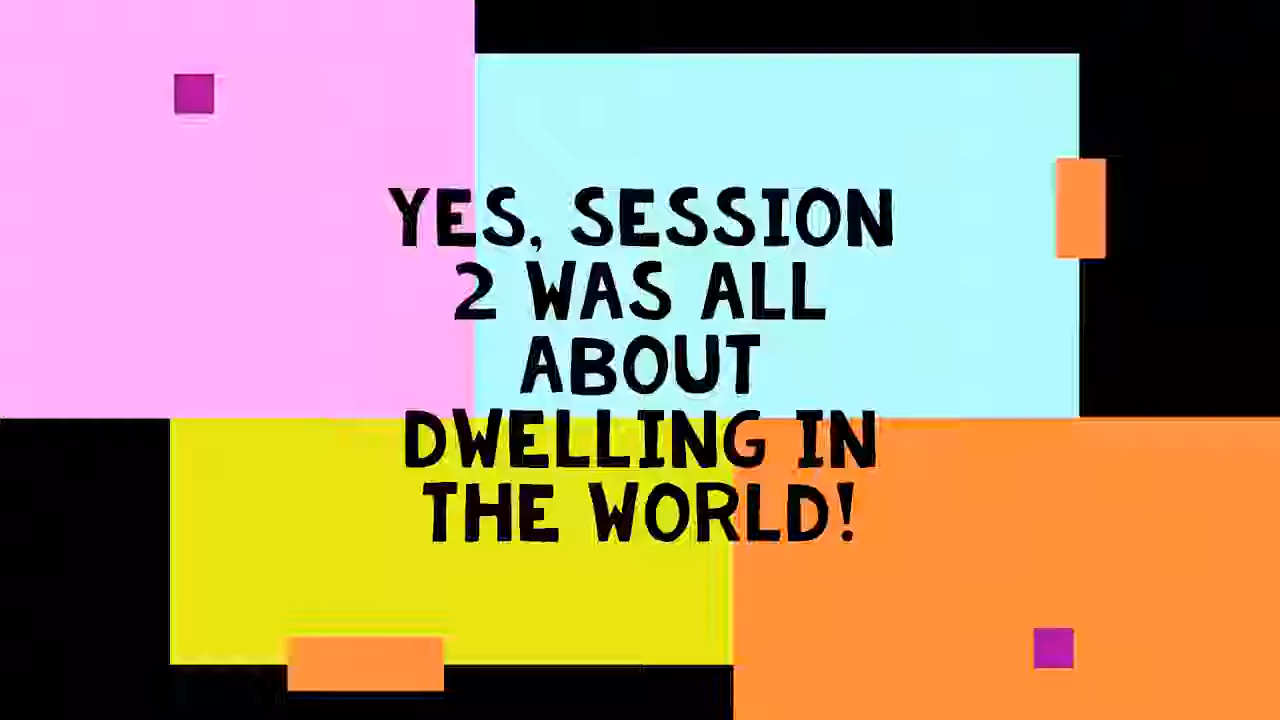 YES, SESSION
2 WAS ALL
ABOUT
DWELLING IN
THE WORLD!